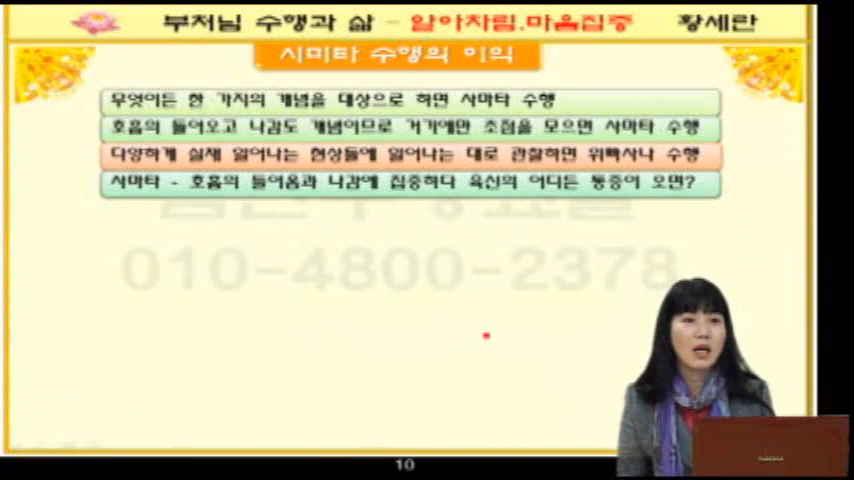 부처님 수행과 삶 - 알아차림.마음집중 황세란
시미타 수행의 이익
무엇이든 한 가지의 개념을 대상으로 하면 사마타 수행
호흡의 들어오고 나감도 개념이므로 거기에만 초점을 모으면 사마타 수행
다양하게 실재 일어나는 현상들에 일어나는 대로 관찰하면 위빠사나 수행
사마타 - 호흡의 들어옴과 나감에 집중하다 육신의 어디든 통증이 오면?
010-4800-2378
10